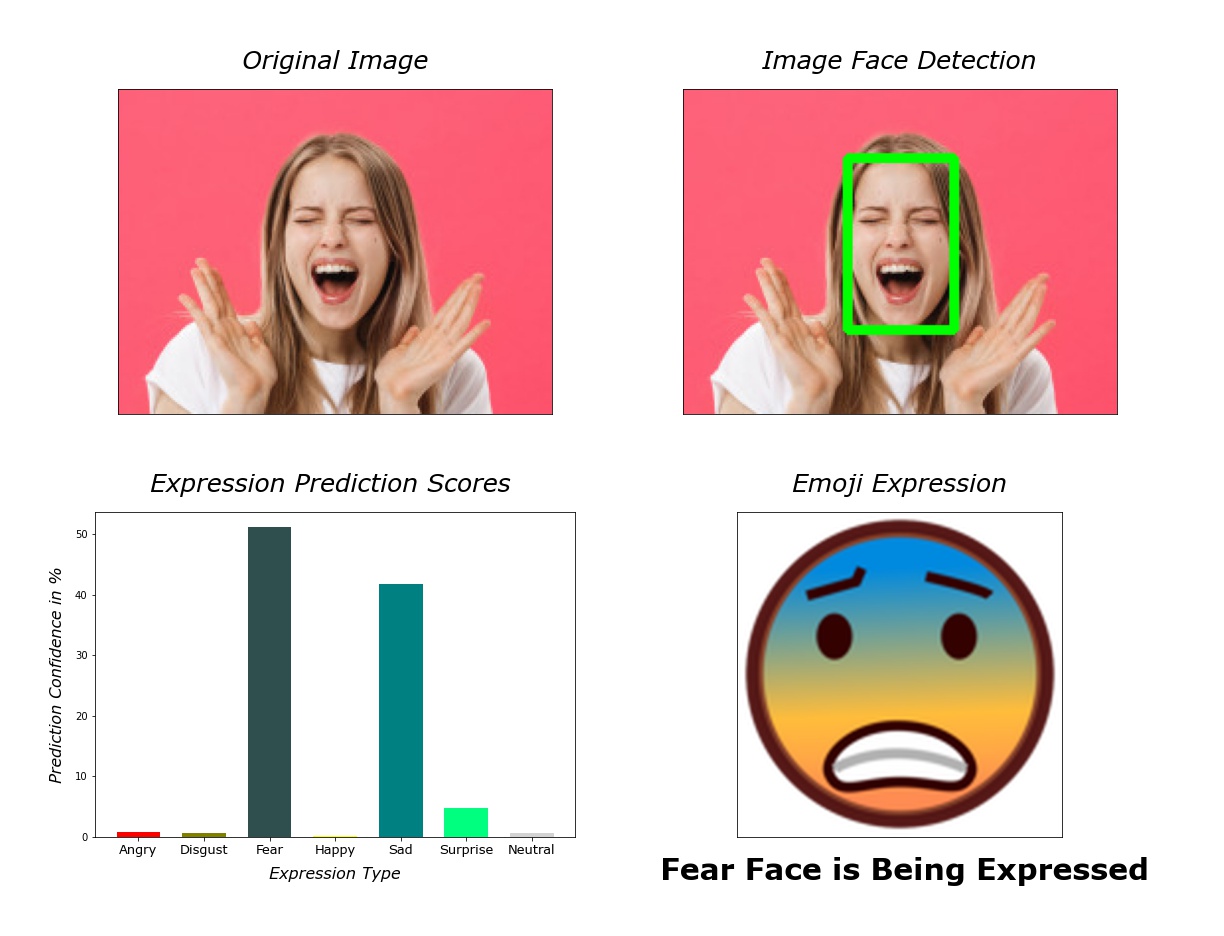 Original Image
Image Face Detection
Expression Prediction Scores
Prediction Confidence in %
50
40
30
20
10
0
Angry Disgust Fear Happy Sad Surprise Neutral
Expression Type
Emoji Expression
Fear Face is Being Expressed